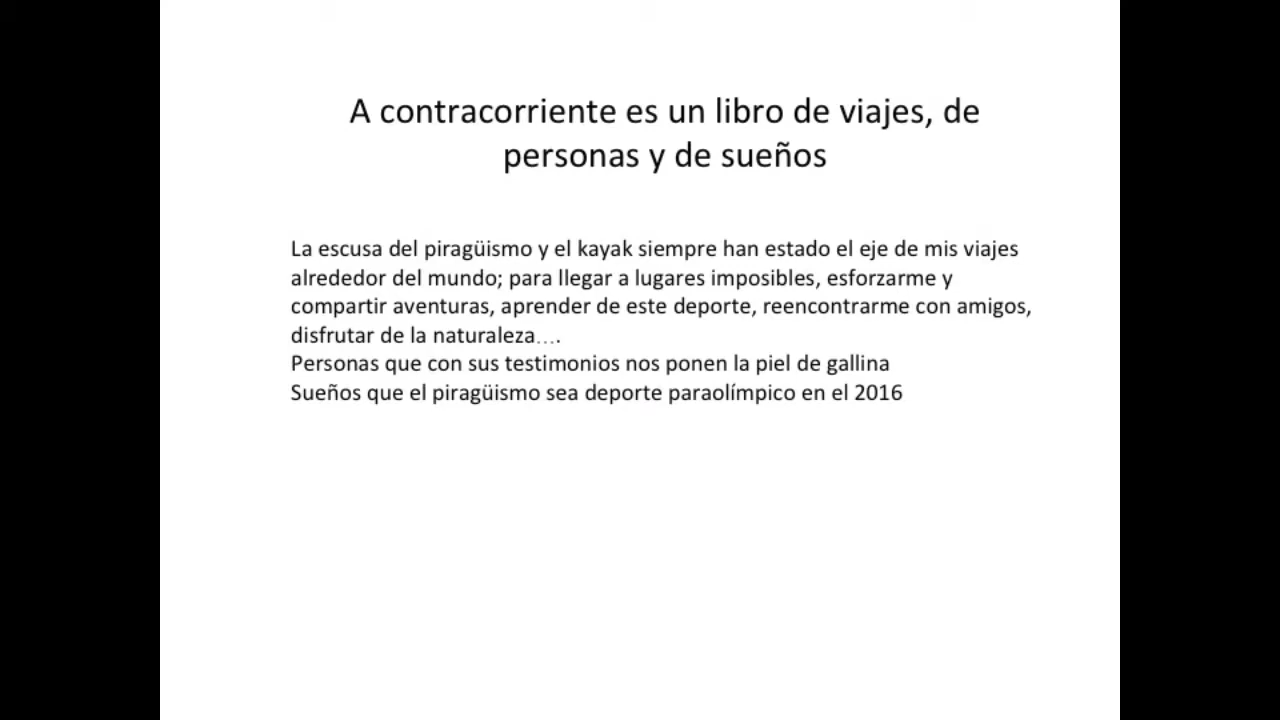 A contracorriente es un libro de viajes, de
personas y de sueños
La escusa del piragüismo y el kayak siempre han estado el eje de mis viajes
alrededor del mundo; para llegar a lugares imposibles, esforzarme y
compartir aventuras, aprender de este deporte, reencontrarme con amigos,
disfrutar de la naturaleza….
Personas que con sus testimonios nos ponen la piel de gallina
Sueños que el piragüismo sea deporte paraolímpico en el 2016